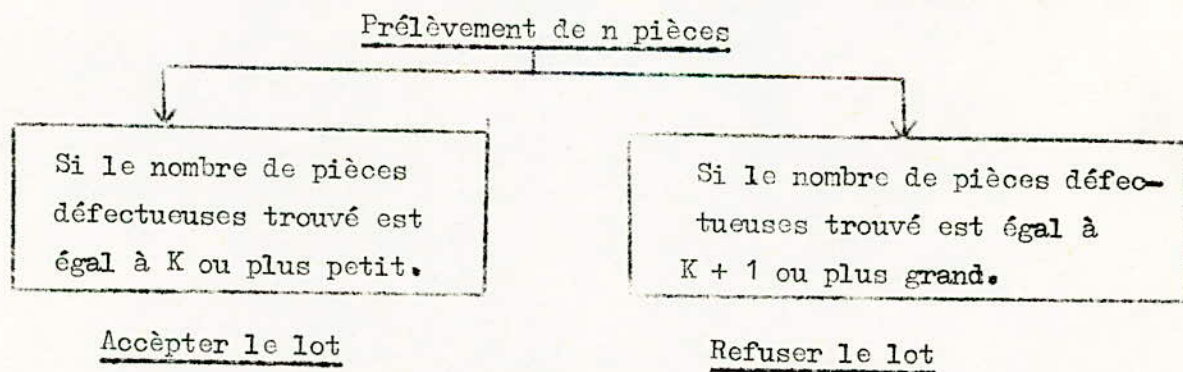 Prélèvement de n pièces
Si le nombre de pièces
défectueuses trouvé est
égal à K ou plus petit.
Si le nombre de pièces défec-
tueuses trouvé est égal à
K + 1 ou plus grand.
Accèpter le lot
Refuser le lot